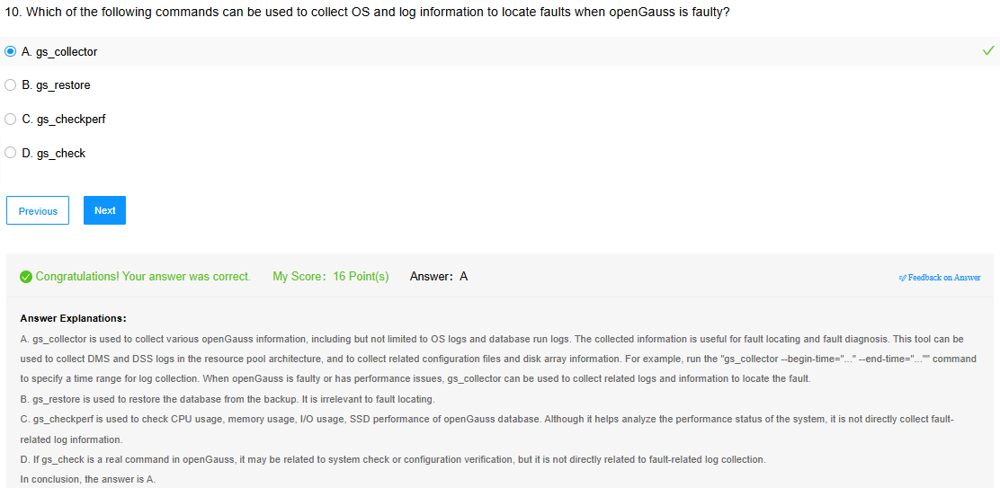 10. Which of the following commands can be used to collect OS and log information to locate faults when openGauss is faulty?
A. gs_collector
B. gs_restore
C. gs_checkperf
D. gs_check
Previous
Next
Congratulations! Your answer was correct. My Score: 16 Point(s) Answer: A
Feedback on Answer
Answer Explanations:
A. gs_collector is used to collect various openGauss information, including but not limited to OS logs and database run logs. The collected information is useful for fault locating and fault diagnosis. This tool can be
used to collect DMS and DSS logs in the resource pool architecture, and to collect related configuration files and disk array information. For example, run the "gs_collector --begin-time="..." --end-time="..."" command
to specify a time range for log collection. When openGauss is faulty or has performance issues, gs_collector can be used to collect related logs and information to locate the fault.
B. gs_restore is used to restore the database from the backup. It is irrelevant to fault locating.
C. gs_checkperf is used to check CPU usage, memory usage, I/O usage, SSD performance of openGauss database. Although it helps analyze the performance status of the system, it is not directly collect fault-
related log information.
D. If gs_check is a real command in openGauss, it may be related to system check or configuration verification, but it is not directly related to fault-related log collection.
In conclusion, the answer is A.